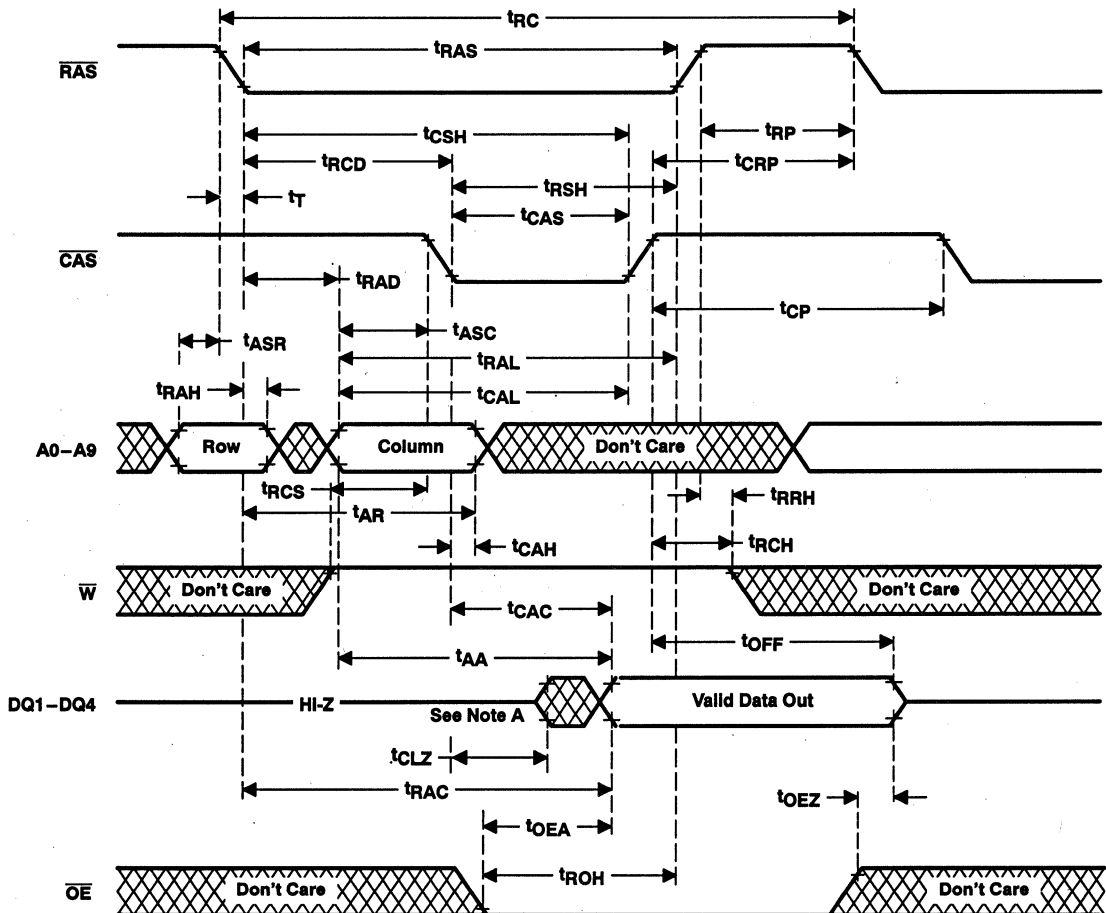 tRC
tRAS
RAS
tRP
tCSH
tCRP
tRCD
tRSH
tT
tCAS
CAS
tRAD
tCP
tASC
tASR
tRAL
tRAH
tCAL
A0–A9
Row
Column
Don't Care
tRCS
tRRH
tAR
tCAH
tRCH
W
Don't Care
Don't Care
tCAC
tOFF
tAA
DQ1–DQ4
HI-Z
See Note A
Valid Data Out
tCLZ
tRAC
tOEZ
tOEA
tROH
OE
Don't Care
Don't Care